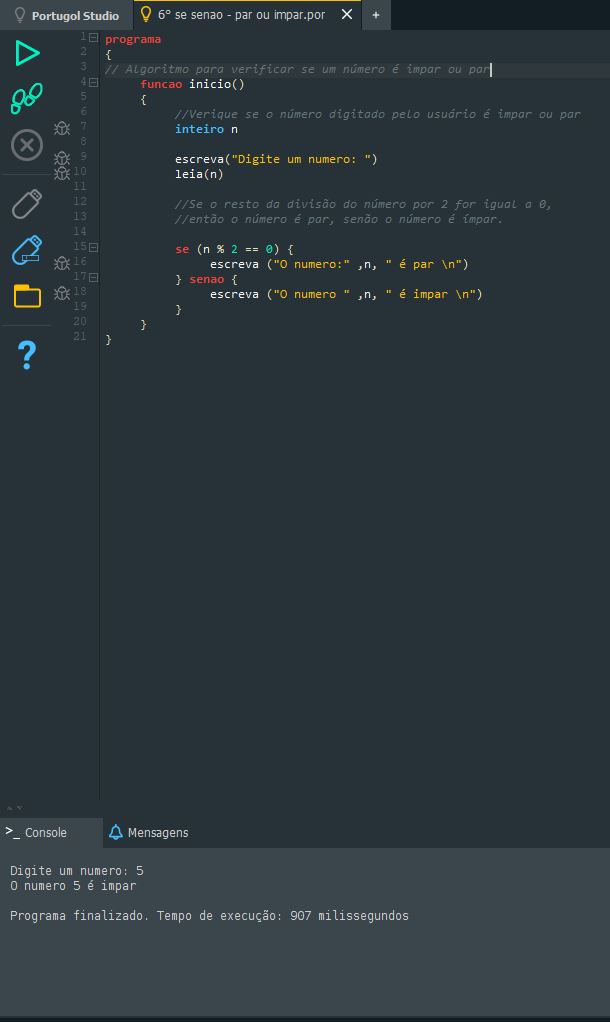 Portugol Studio
6º se senao - par ou impar.por
+
1 programa
2 {
3 // Algoritmo para verificar se um número é impar ou par
4 funcao inicio()
5 {
6 //Verique se o número digitado pelo usuário é impar ou par
7 inteiro n
8
9 escreva("Digite um numero: ")
10 leia(n)
11
12 //Se o resto da divisão do número por 2 for igual a 0,
13 //então o número é par, senão o número é ímpar.
14
15 se (n % 2 == 0) {
16 escreva ("O numero:" ,n, " é par \n")
17 } senao {
18 escreva ("O numero " ,n, " é impar \n")
19 }
20 }
21 }
>_ Console
Mensagens
Digite um numero: 5
O numero 5 é impar
Programa finalizado. Tempo de execução: 907 milissegundos